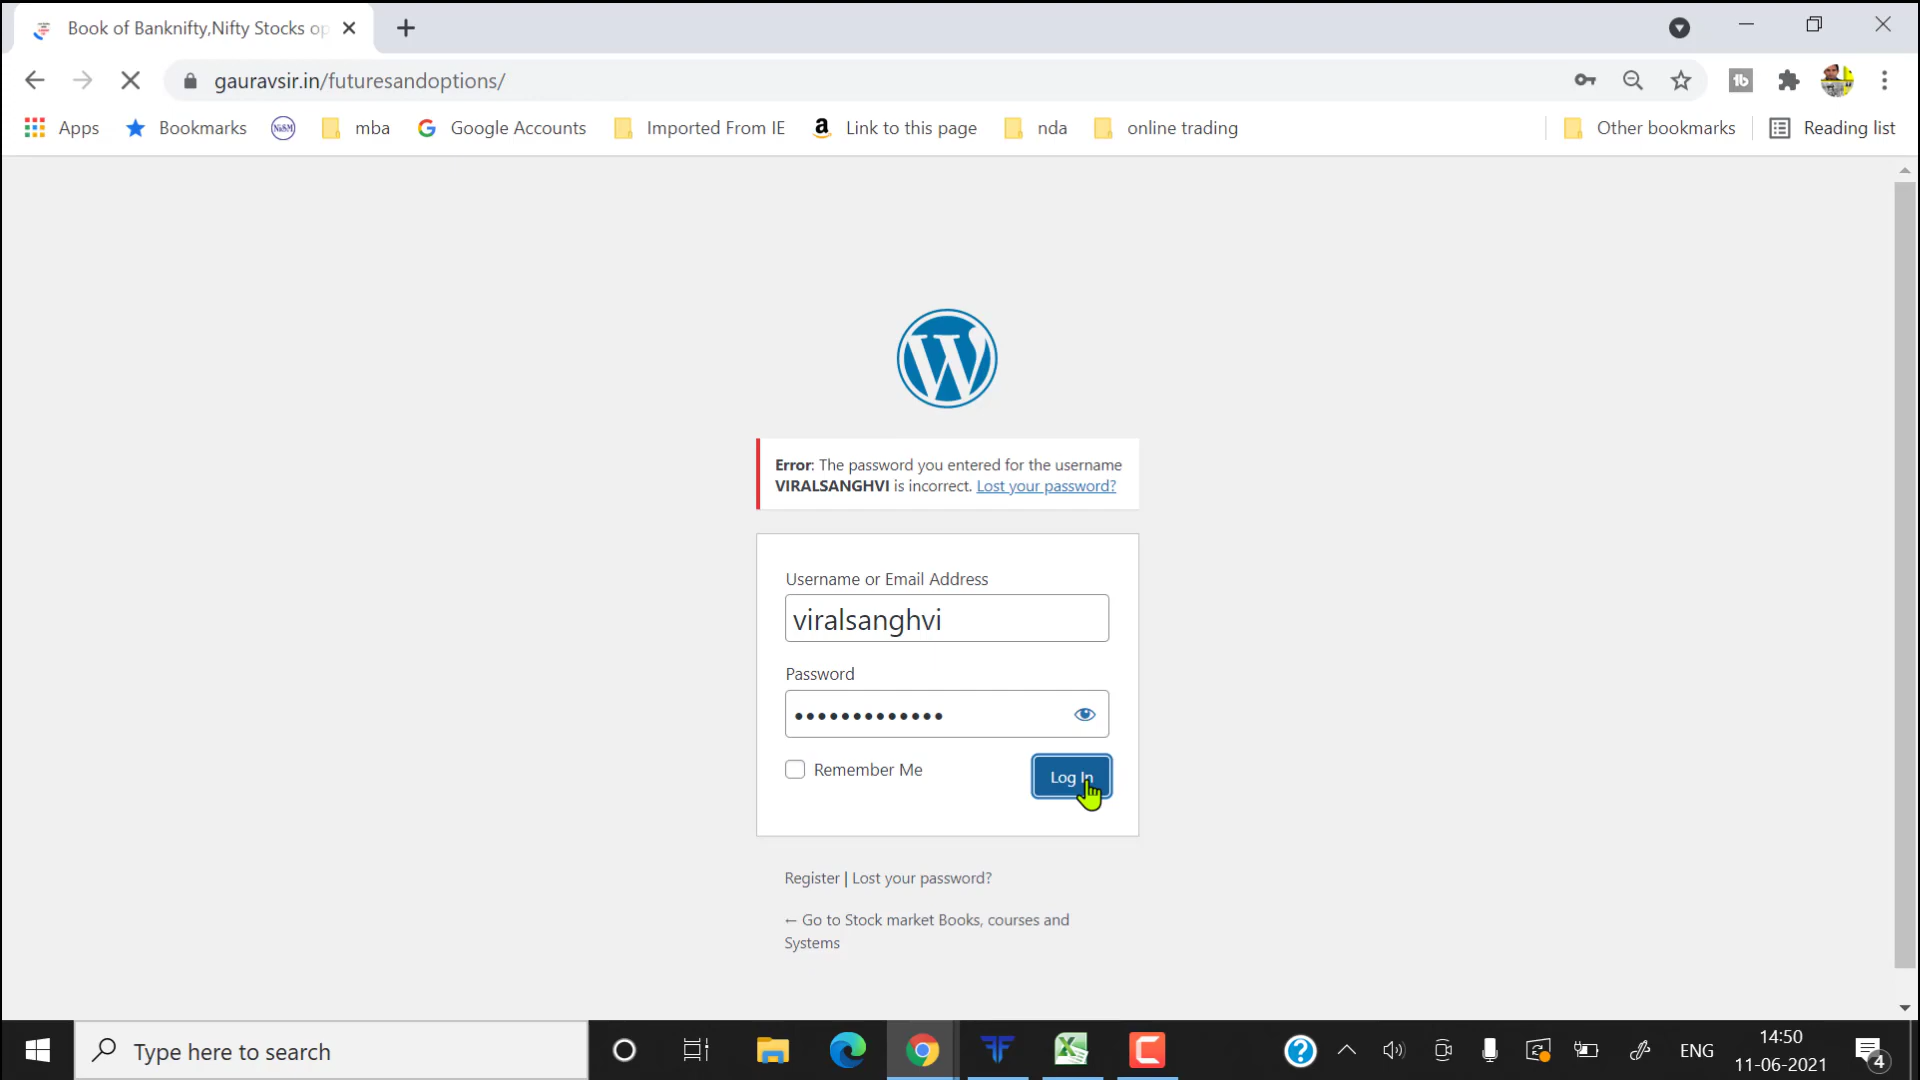 Book of Banknifty,Nifty Stocks op
gauravsir.in/futuresandoptions/
Apps
Bookmarks
NiSM
mba
Google Accounts
Imported From IE
Link to this page
nda
online trading
Other bookmarks
Reading list
Error: The password you entered for the username
VIRALSANGHVI is incorrect. Lost your password?
Username or Email Address
viralsanghvi
Password
Remember Me
Log In
Register | Lost your password?
← Go to Stock market Books, courses and
Systems
Type here to search
ENG
14:50
11-06-2021
4